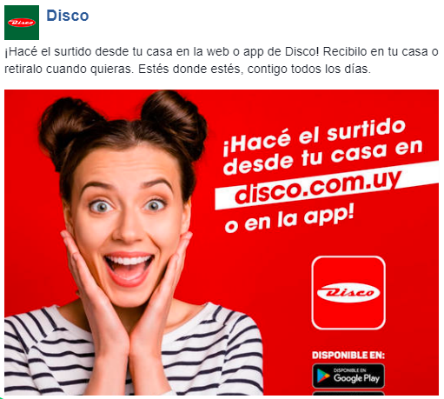 Disco
Disco
¡Hacé el surtido desde tu casa en la web o app de Disco! Recibilo en tu casa o
retiralo cuando quieras. Estés donde estés, contigo todos los días.
¡Hacé el surtido
desde tu casa en
disco.com.uy
o en la app!
Disco
DISPONIBLE EN:
Google Play